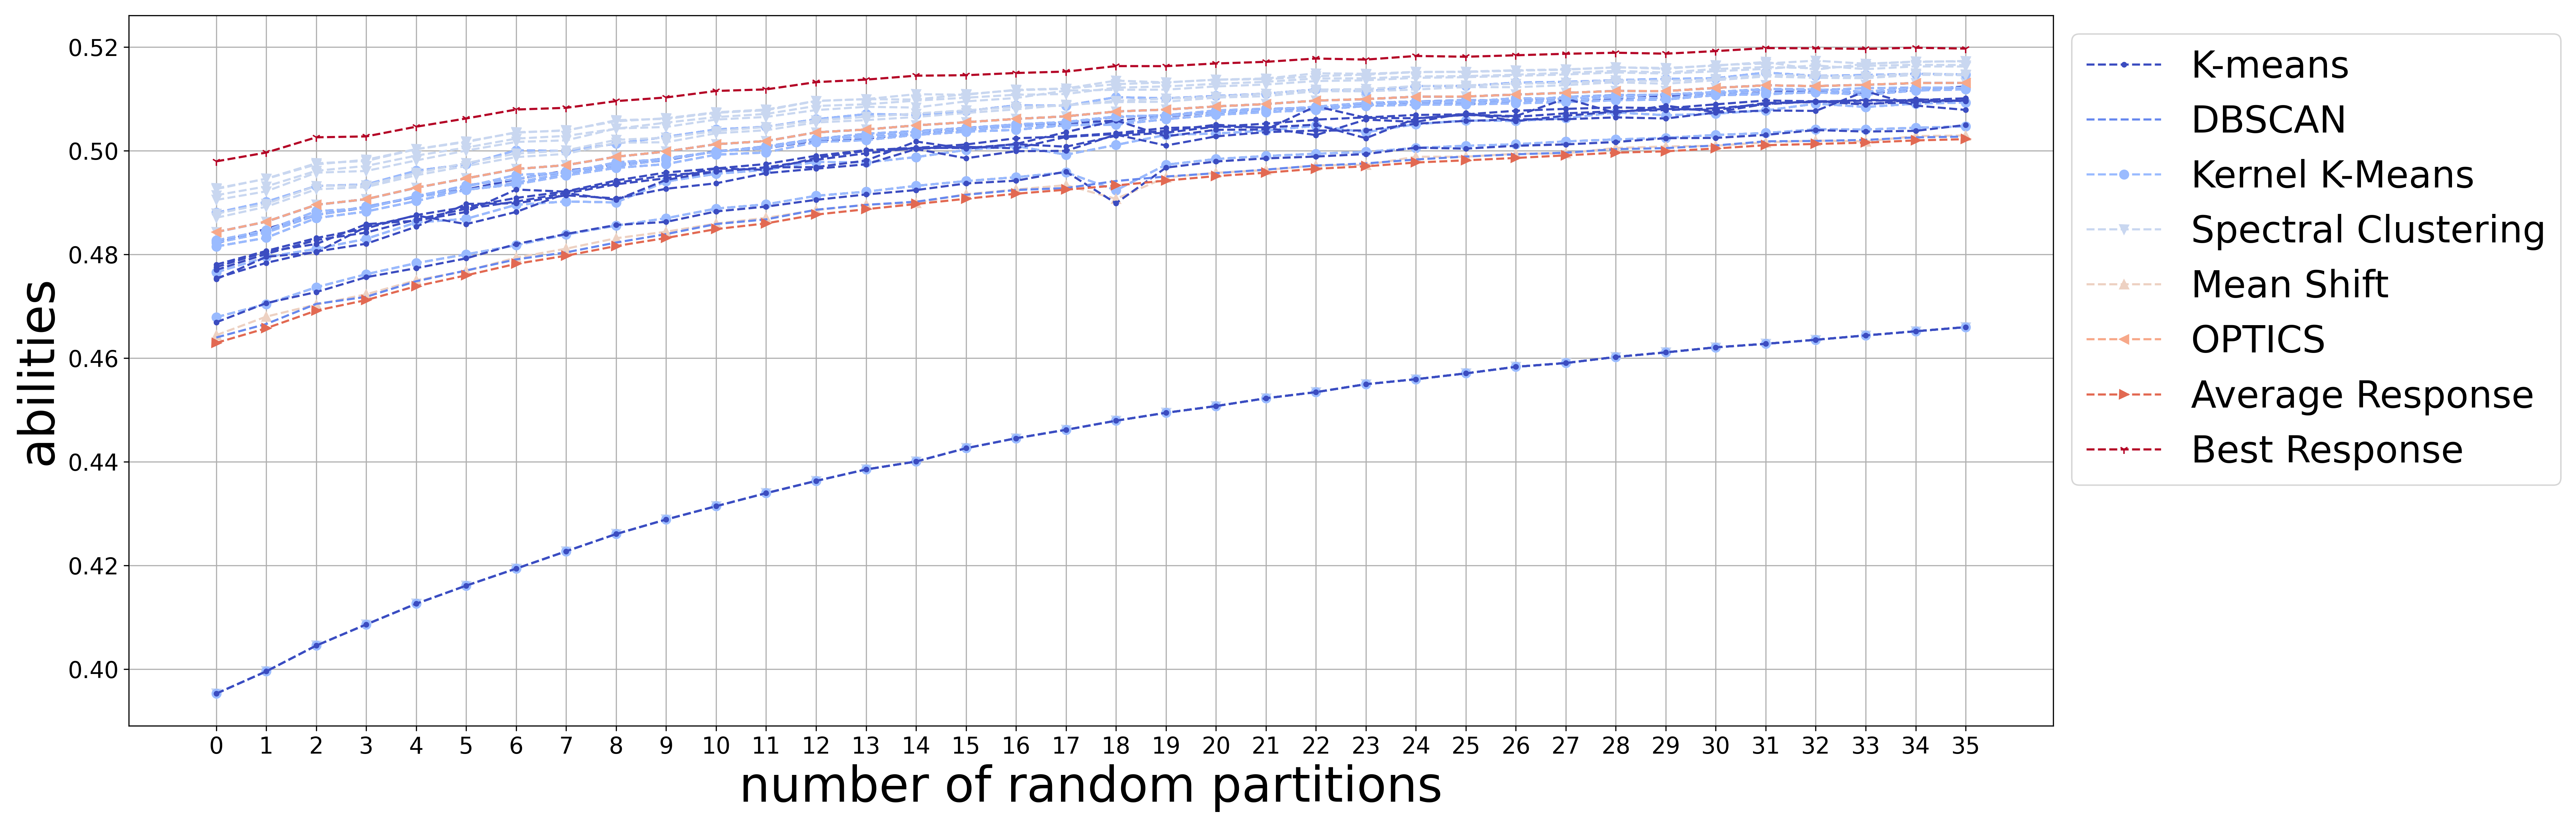 0.52
0.50
0.48
0.46
0.44
0.42
0.40
abilities
0 1 2 3 4 5 6 7 8 9 10 11 12 13 14 15 16 17 18 19 20 21 22 23 24 25 26 27 28 29 30 31 32 33 34 35
number of random partitions
K-means
DBSCAN
Kernel K-Means
Spectral Clustering
Mean Shift
OPTICS
Average Response
Best Response